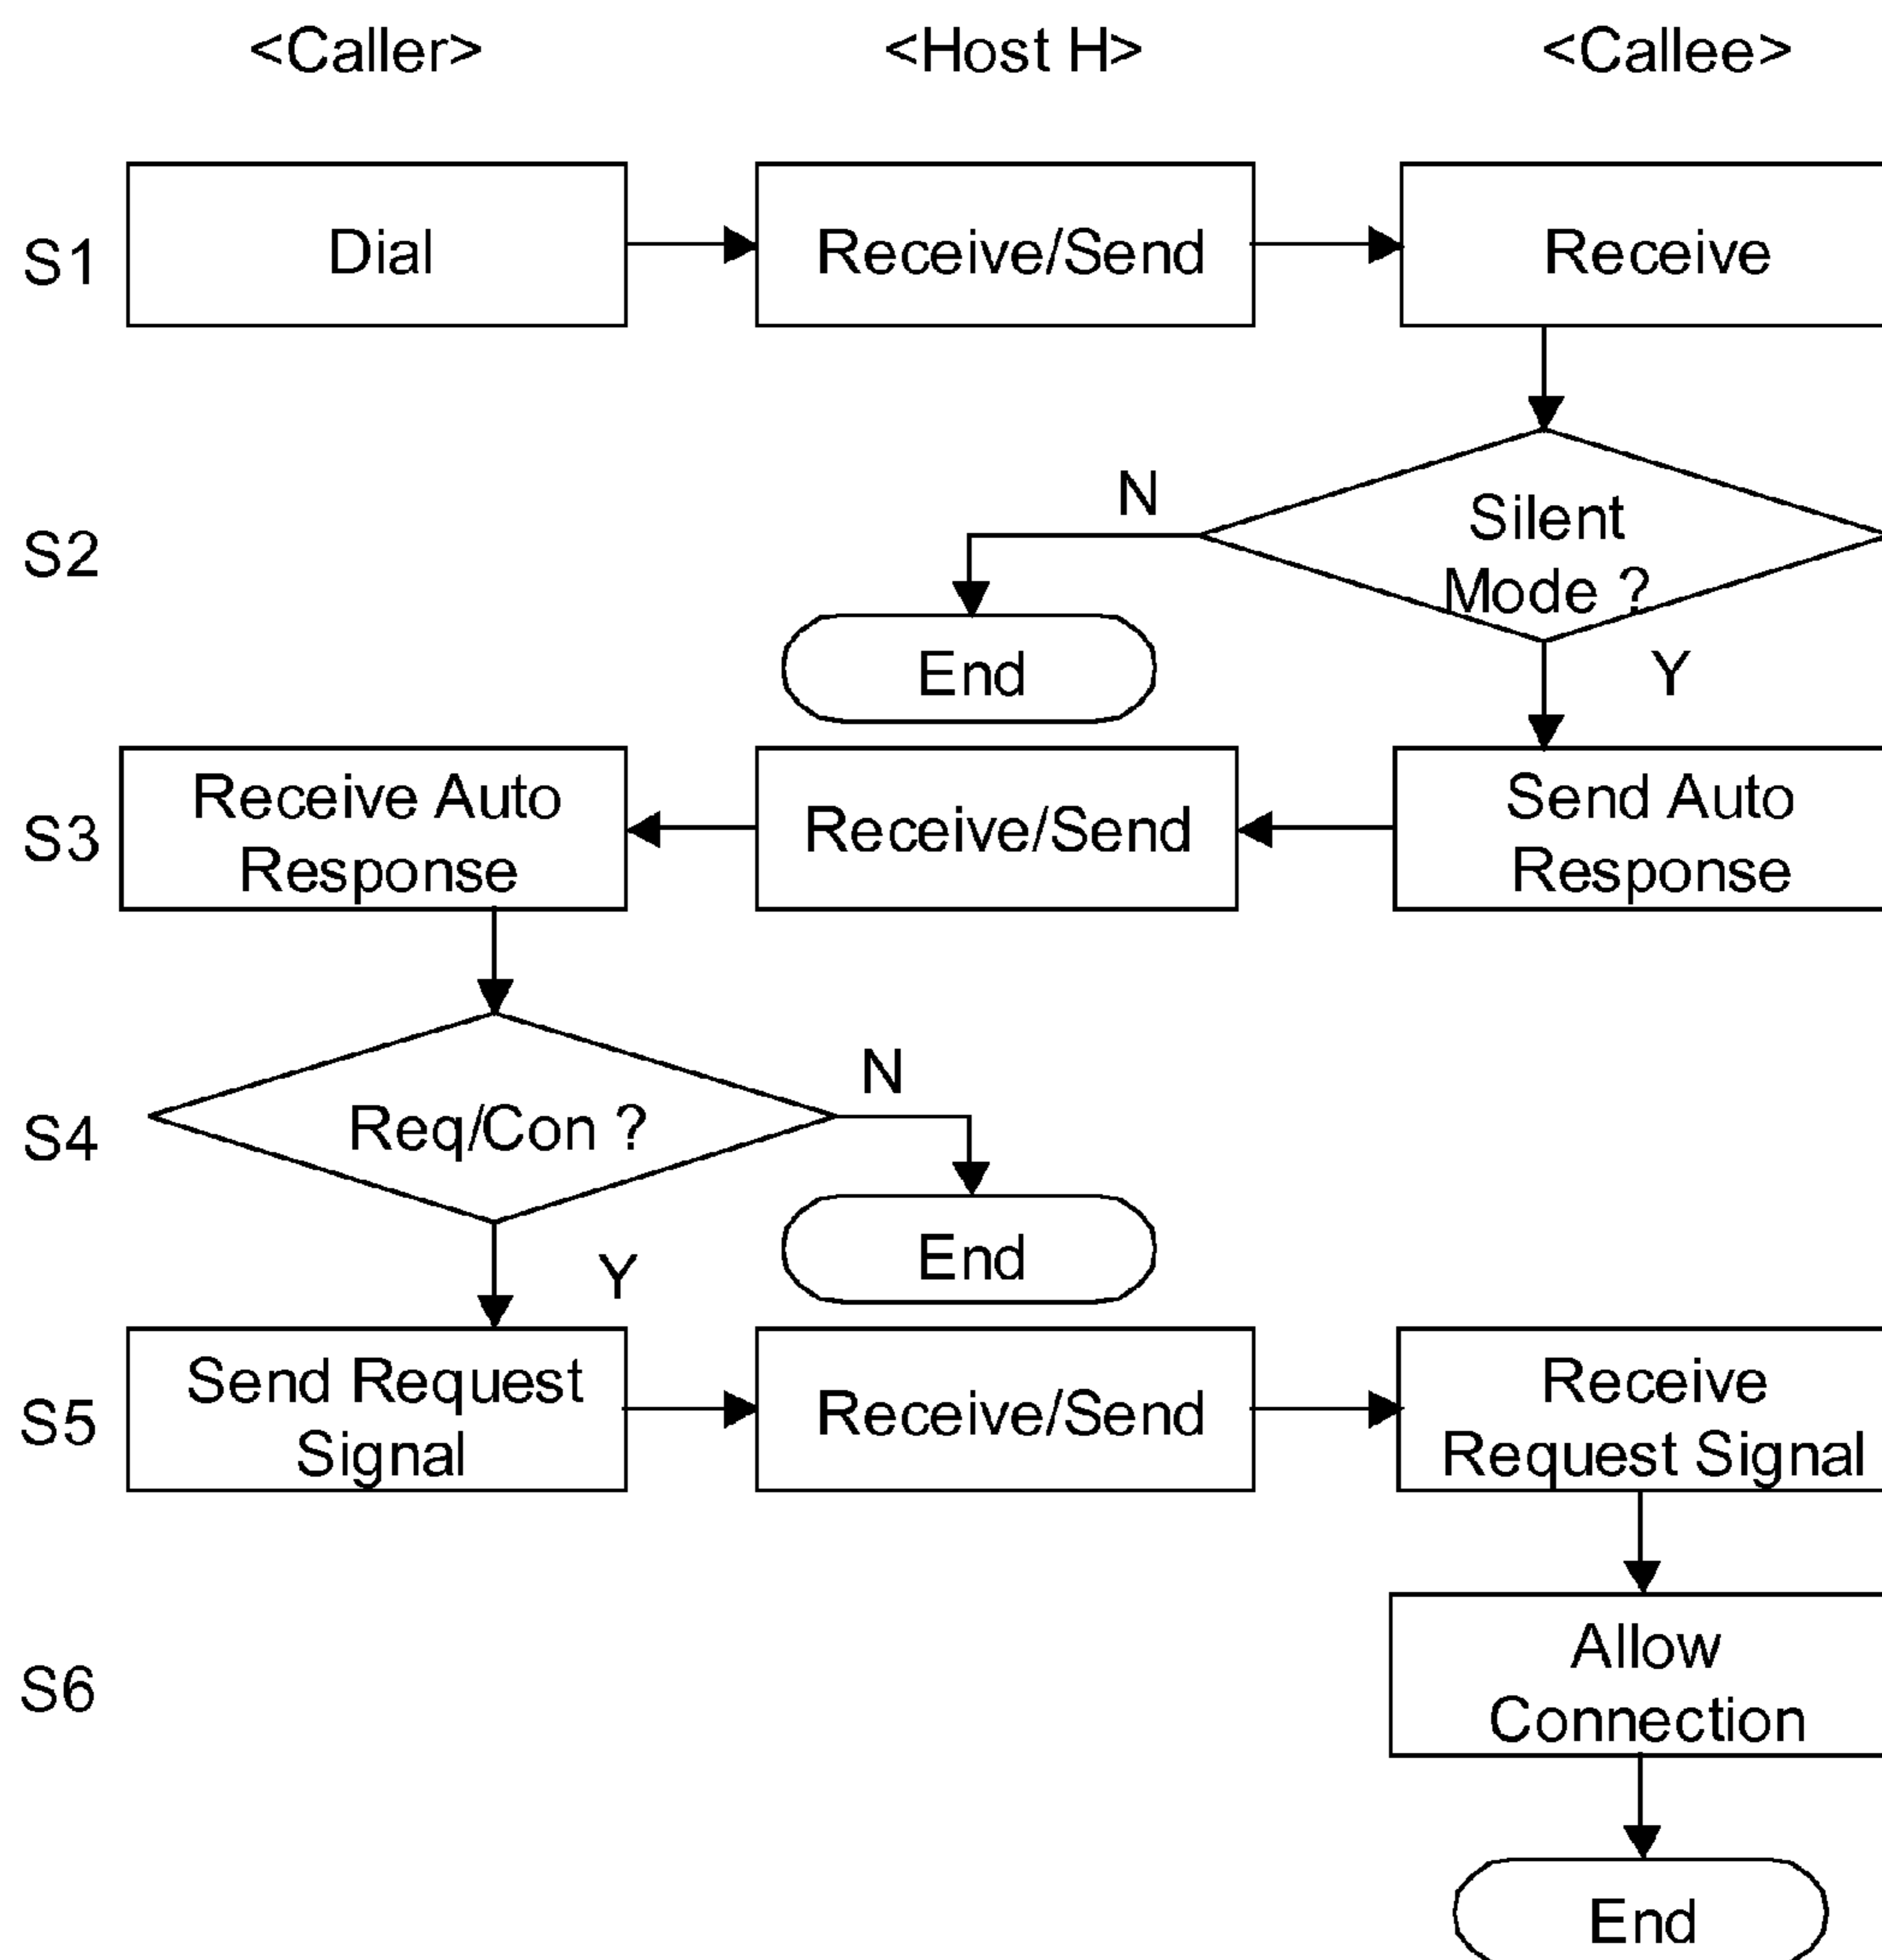 <Caller> <Host H> <Callee>
S1 Dial Receive/Send Receive
S2 N Silent
Mode ?
End Y
S3 Receive Auto
Response
Receive/Send
Send Auto
Response
S4 Req/Con ? N
End
Y
S5 Send Request
Signal
Receive/Send
Receive
Request Signal
S6 Allow
Connection
End